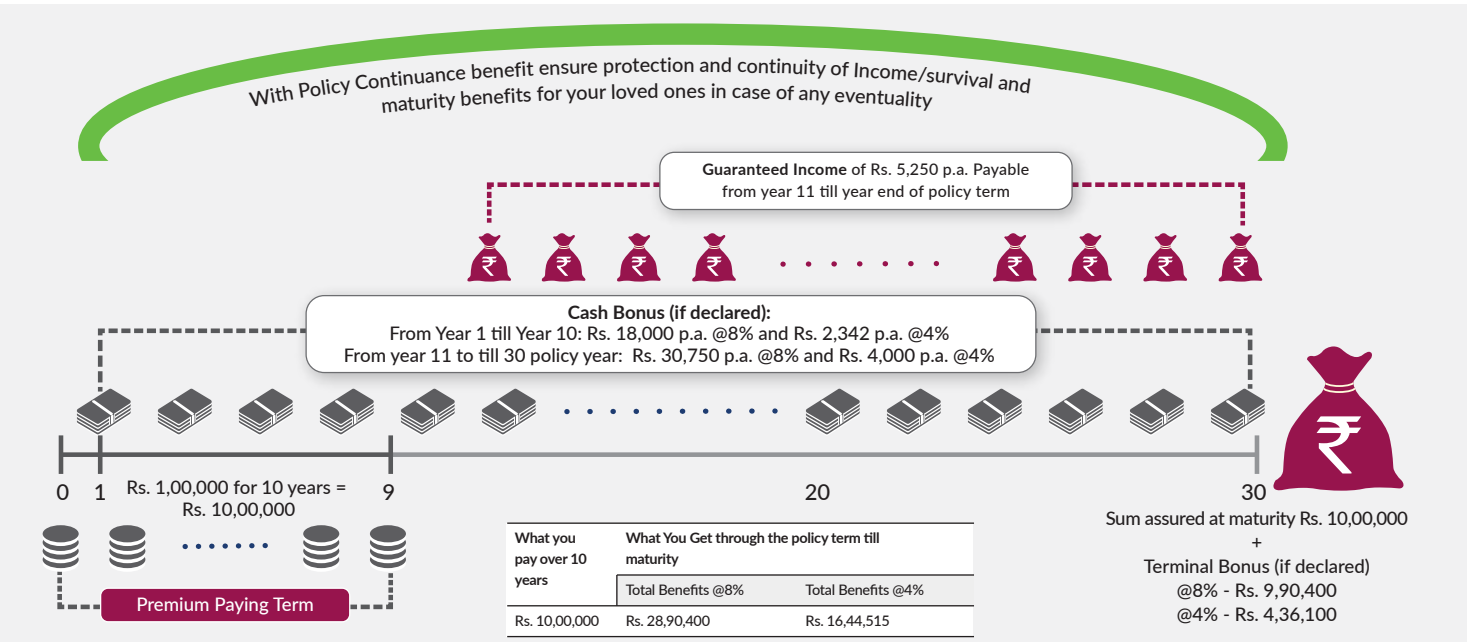 With Policy Continuance benefit ensure protection and continuity of Income/survival and
maturity benefits for your loved ones in case of any eventuality
Guaranteed Income of Rs. 5,250 p.a. Payable
from year 11 till year end of policy term
Cash Bonus (if declared):
From Year 1 till Year 10: Rs. 18,000 p.a. @8% and Rs. 2,342 p.a. @4%
From year 11 to till 30 policy year: Rs. 30,750 p.a. @8% and Rs. 4,000 p.a. @4%
₹ ₹ ₹ ₹ ₹ ₹ ₹ ₹
₹
0 1 9 20 30
Rs. 1,00,000 for 10 years =
Rs. 10,00,000
Premium Paying Term
What you
pay over 10
years
What You Get through the policy term till
maturity
Total Benefits @8% Total Benefits @4%
Rs. 10,00,000 Rs. 28,90,400 Rs. 16,44,515
Sum assured at maturity Rs. 10,00,000
+
Terminal Bonus (if declared)
@8% - Rs. 9,90,400
@4% - Rs. 4,36,100